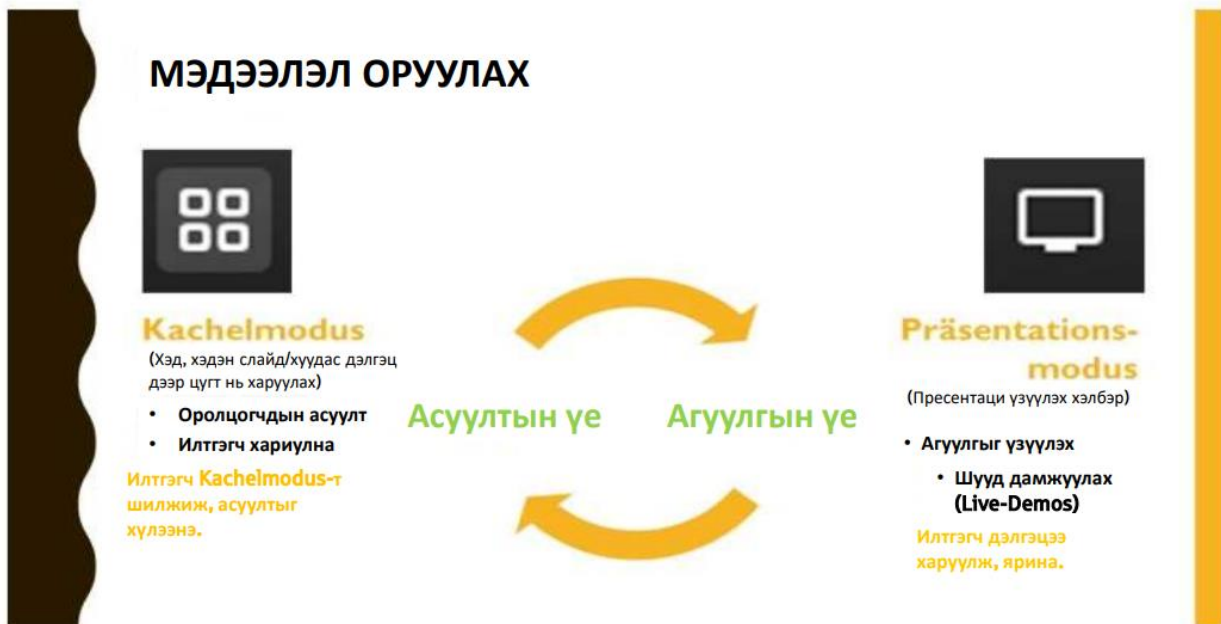 МЭДЭЭЛЭЛ ОРУУЛАХ
Kachelmodus
(Хэд, хэдэн слайд/хуудас дэлгэц
дээр цугт нь харуулах)
• Оролцогчдын асуулт
• Илтгэгч хариулна
Илтгэгч Kachelmodus-т
шилжиж, асуултыг
хүлээнэ.
Асуултын үе
Агуулгын үе
Präsentations-
modus
(Пресентаци үзүүлэх хэлбэр)
• Агуулгыг үзүүлэх
• Шууд дамжуулах
(Live-Demos)
Илтгэгч дэлгэцээ
харуулж, ярина.